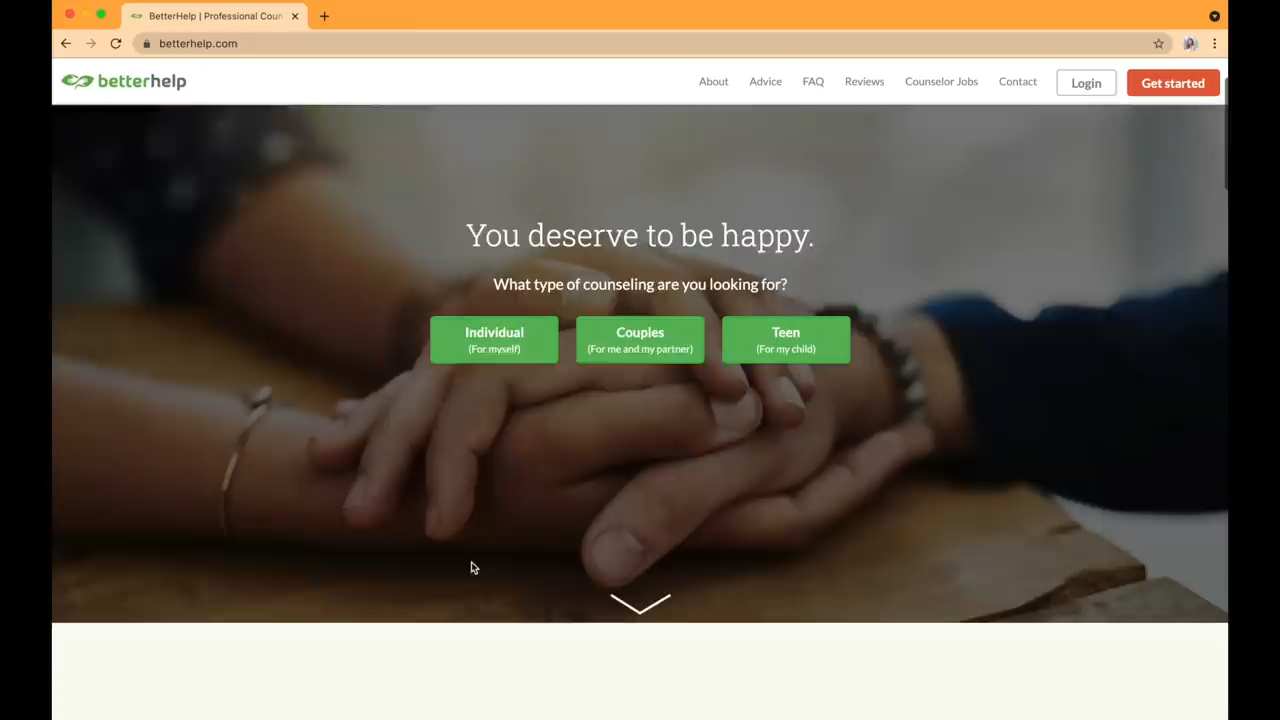 BetterHelp | Professional Coun
betterhelp.com
betterhelp
About
Advice
FAQ
Reviews
Counselor Jobs
Contact
Login
Get started
You deserve to be happy.
What type of counseling are you looking for?
Individual
(For myself)
Couples
(For me and my partner)
Teen
(For my child)